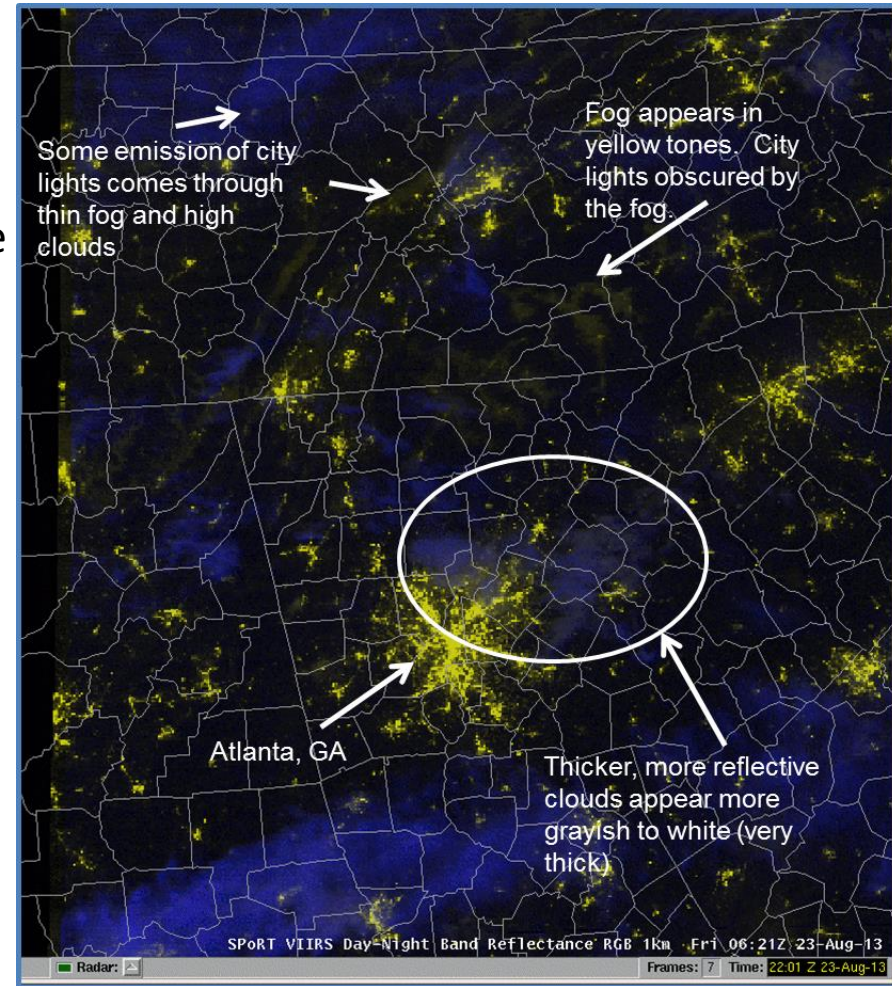 Some emission of city
lights comes through
thin fog and high
clouds
Fog appears in
yellow tones. City
lights obscured by
the fog.
e
Atlanta, GA
Thicker, more reflective
clouds appear more
grayish to white (very
thick)
SPoRT VIIRS Day-Night Band Reflectance RGB 1km Fri 06:21Z 23-Aug-13
Radar: Frames: 7 Time: 22:01 Z 23-Aug-13